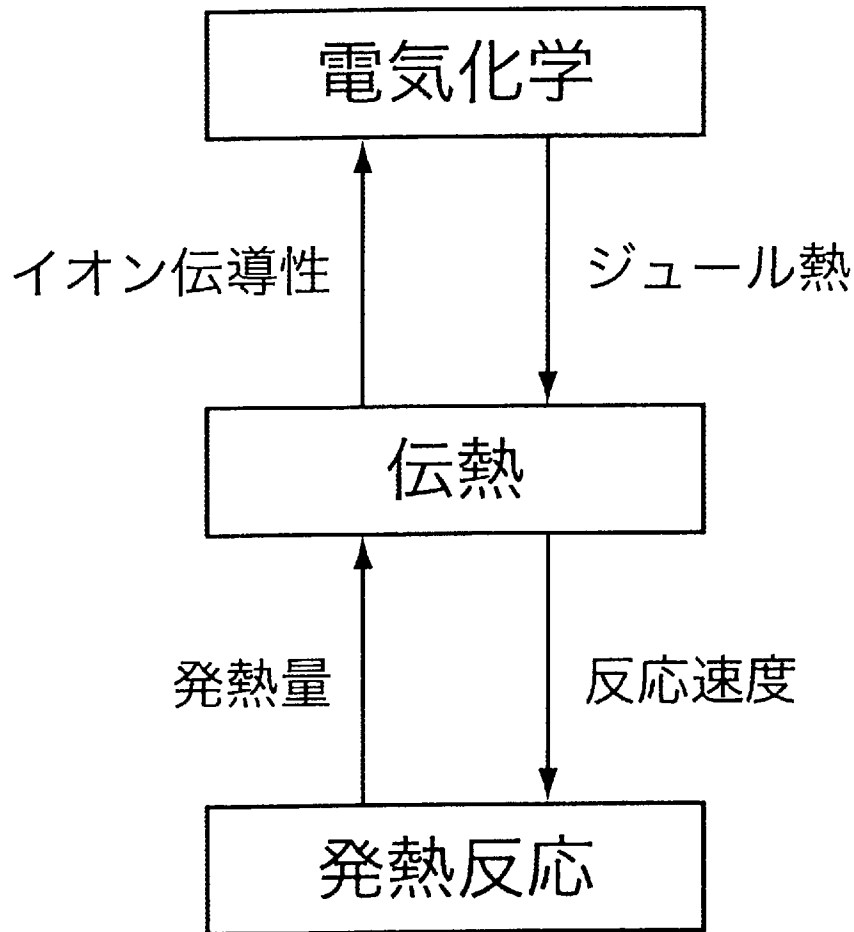 電気化学
イオン伝導性
ジュール熱
伝熱
発熱量
反応速度
発熱反応